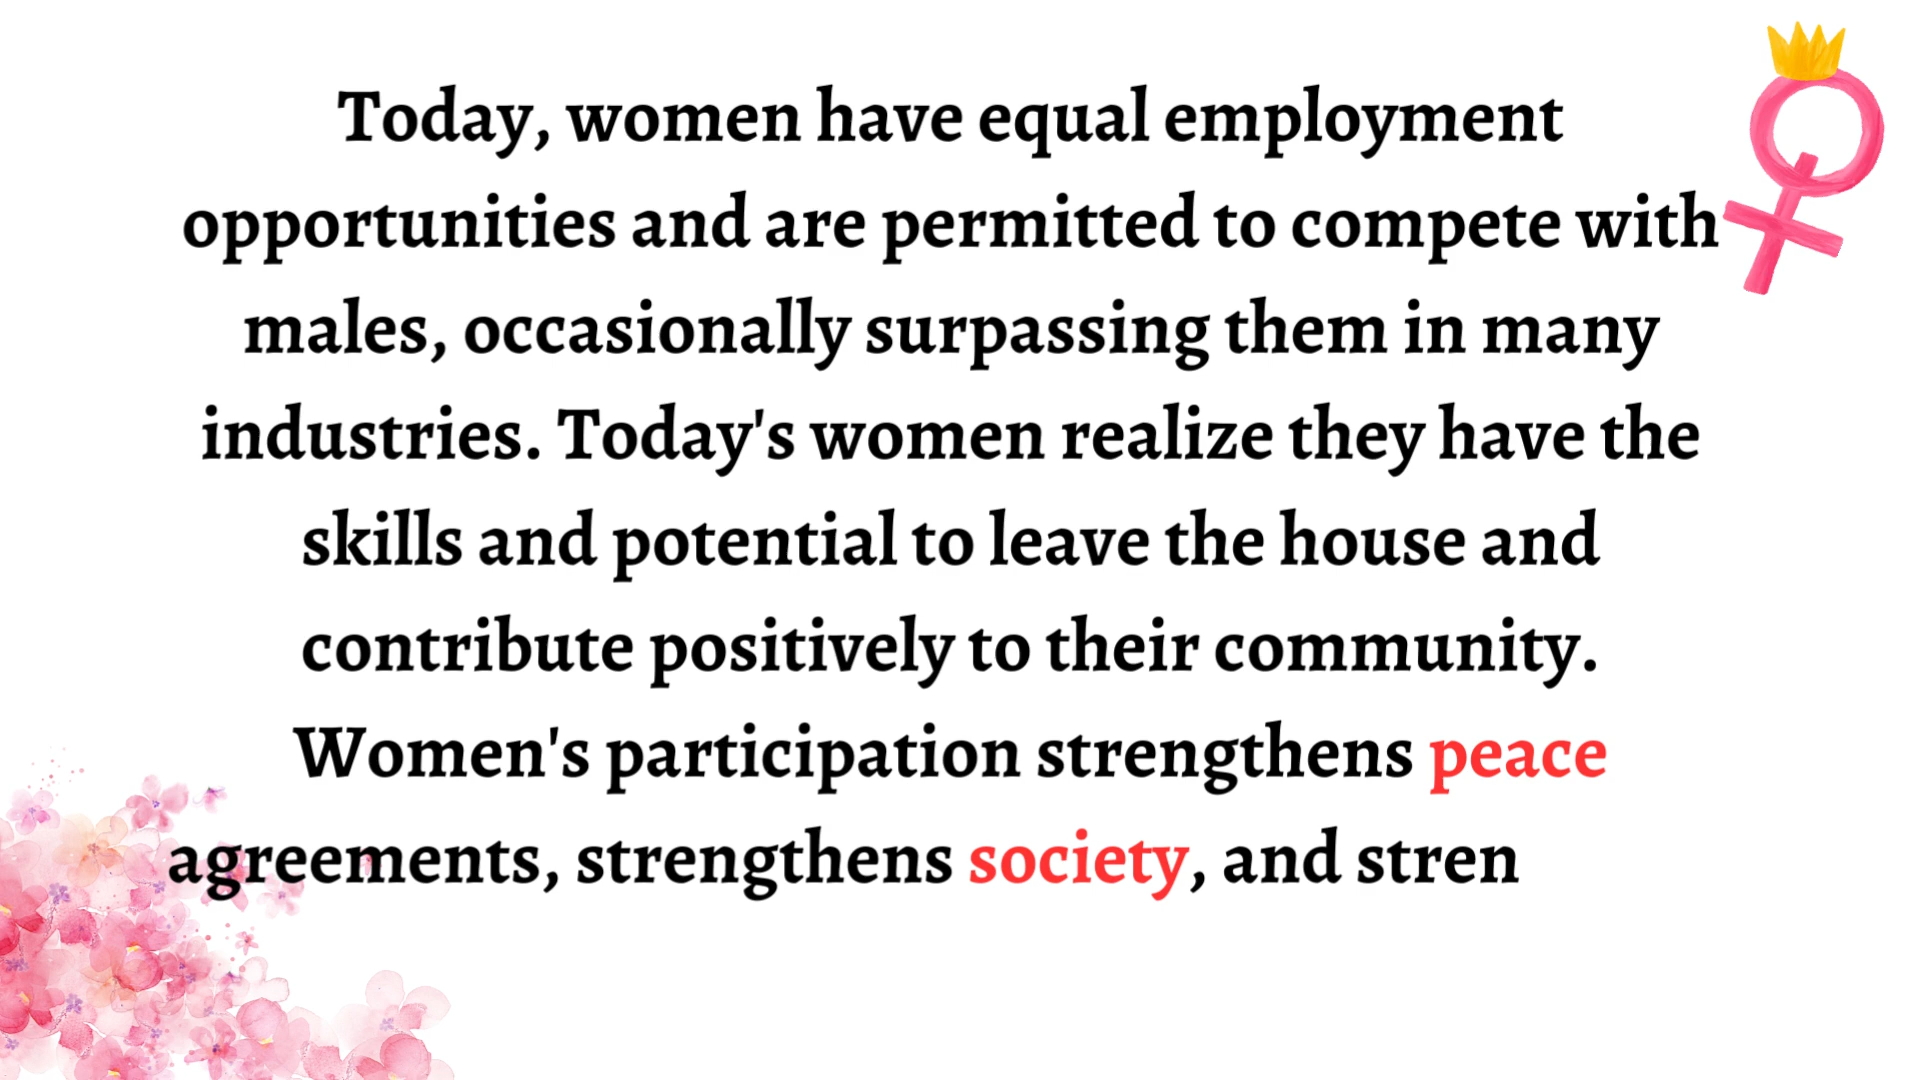 Today, women have equal employment
opportunities and are permitted to compete with
males, occasionally surpassing them in many
industries. Today's women realize they have the
skills and potential to leave the house and
contribute positively to their community.
Women's participation strengthens peace
agreements, strengthens society, and stren